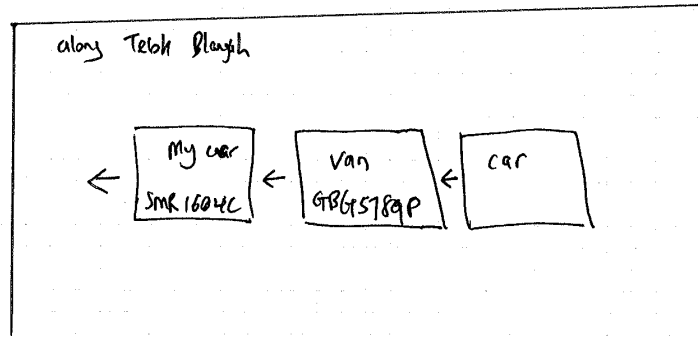 along Telok Blangah
My car
SMR1604C
Van
GBG5789P
car